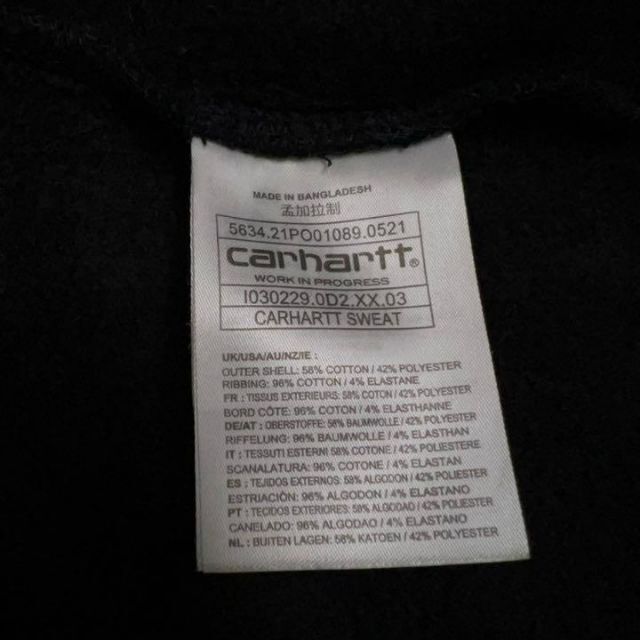 MADE IN BANGLADESH
孟加拉制
5634.21PO01089.0521
carhartt®
WORK IN PROGRESS
I030229.0D2.XX.03
CARHARTT SWEAT
UK/USA/AU/NZ/IE :
OUTER SHELL: 58% COTTON / 42% POLYESTER
RIBBING: 96% COTTON / 4% ELASTANE
FR : TISSUS EXTERIEURS: 58% COTON / 42% POLYESTER
BORD CÔTE: 96% COTON / 4% ELASTHANNE
DE/AT : OBERSTOFFE: 58% BAUMWOLLE / 42% POLYESTER
RIFFELUNG: 96% BAUMWOLLE / 4% ELASTHAN
IT : TESSUTI ESTERNI: 58% COTONE / 42% POLIESTERE
SCANALATURA: 96% COTONE / 4% ELASTAN
ES : TEJIDOS EXTERNOS: 58% ALGODON / 42% POLIESTER
ESTRIACIÒN: 96% ALGODON / 4% ELASTANO
PT : TECIDOS EXTERIORES: 58% ALGODAO / 42% POLIESTER
CANELADO: 96% ALGODAO / 4% ELASTANO
NL : BUITEN LAGEN: 58% KATOEN / 42% POLYESTER